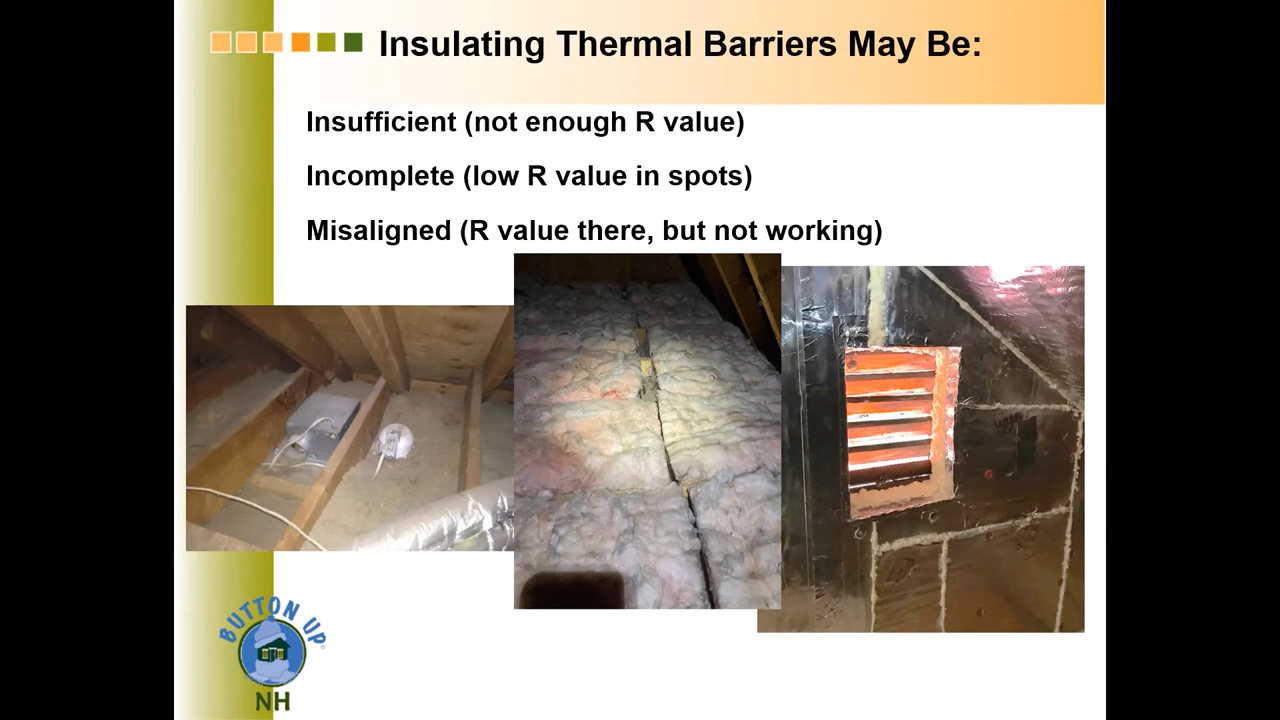 Insulating Thermal Barriers May Be:
Insufficient (not enough R value)
Incomplete (low R value in spots)
Misaligned (R value there, but not working)
BUTTON UP
NH